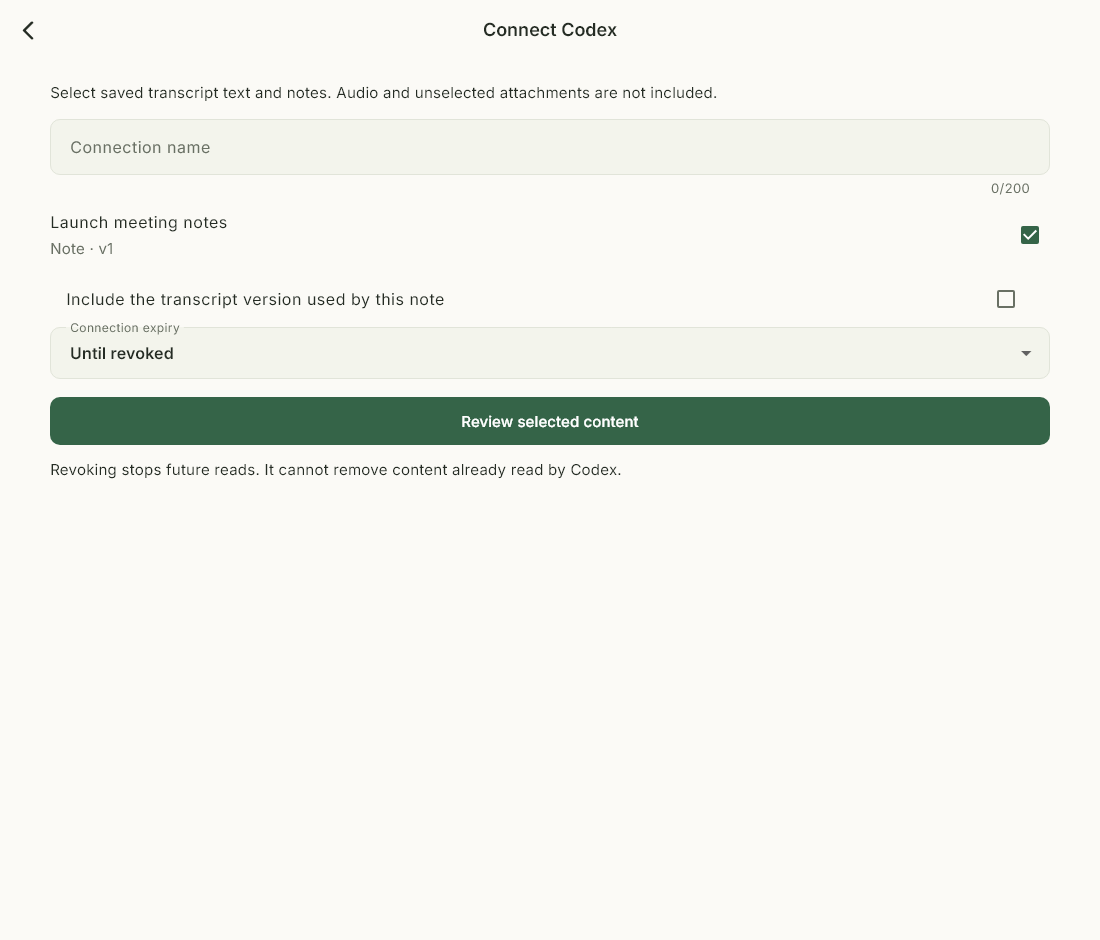 Connect Codex
Select saved transcript text and notes. Audio and unselected attachments are not included.
Connection name
0/200
Launch meeting notes
Note · v1
Include the transcript version used by this note
Connection expiry
Until revoked
Review selected content
Revoking stops future reads. It cannot remove content already read by Codex.